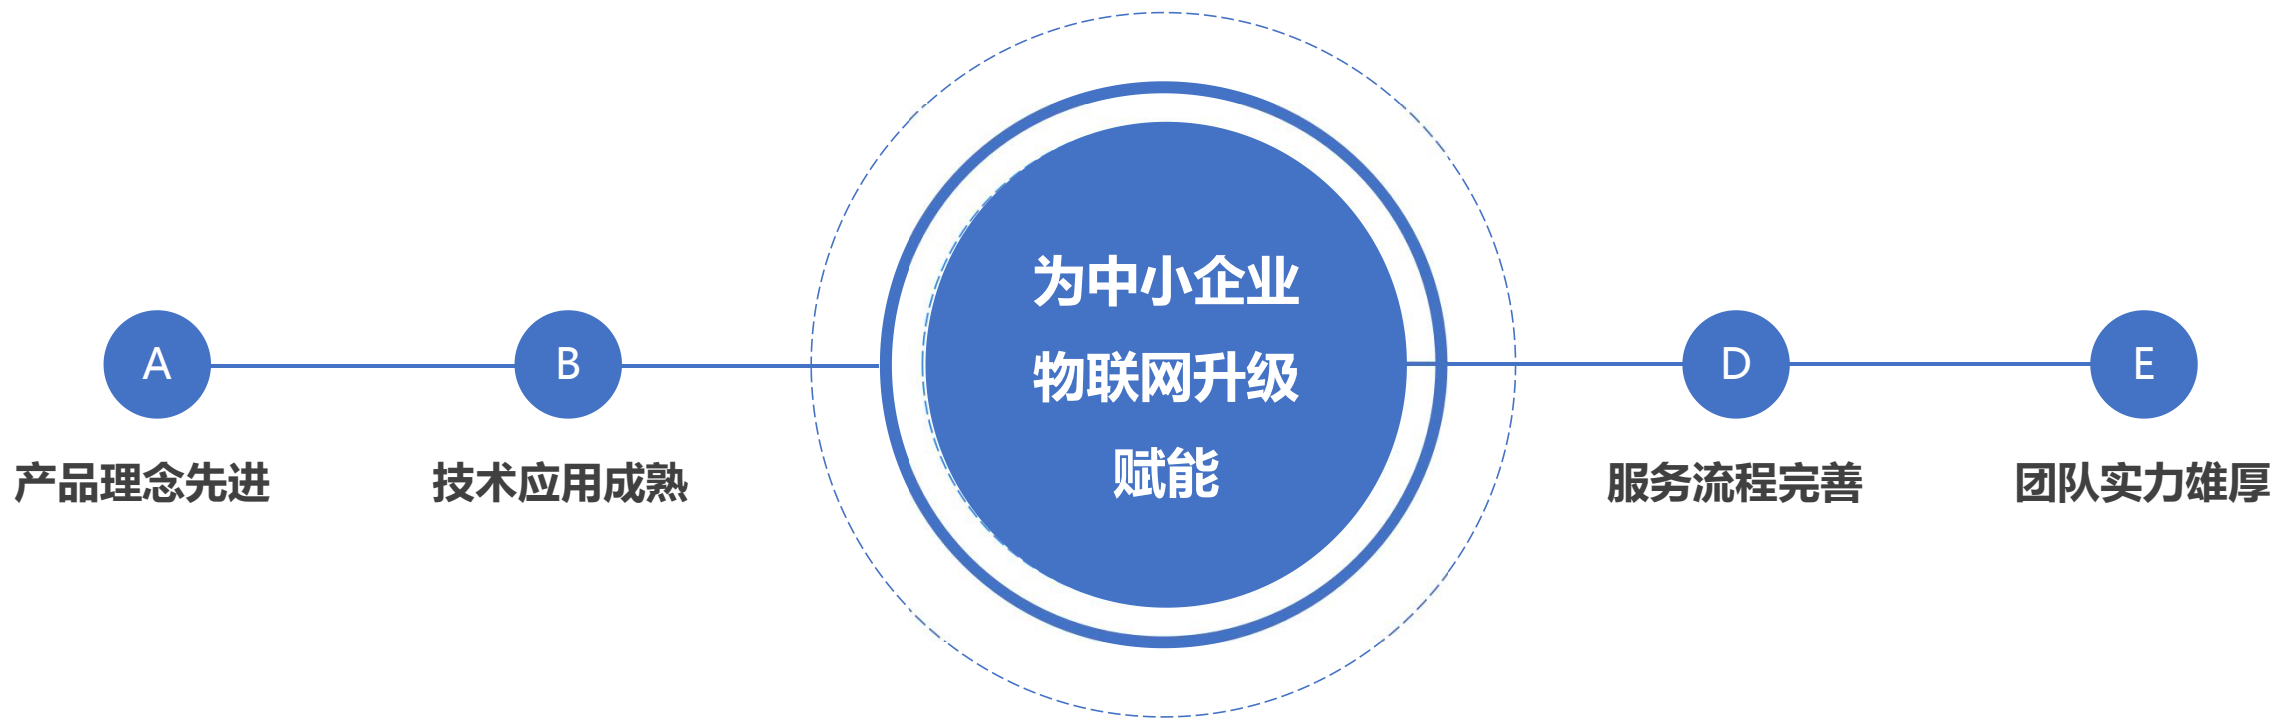 A
产品理念先进
B
技术应用成熟
为中小企业
物联网升级
赋能
D
服务流程完善
E
团队实力雄厚